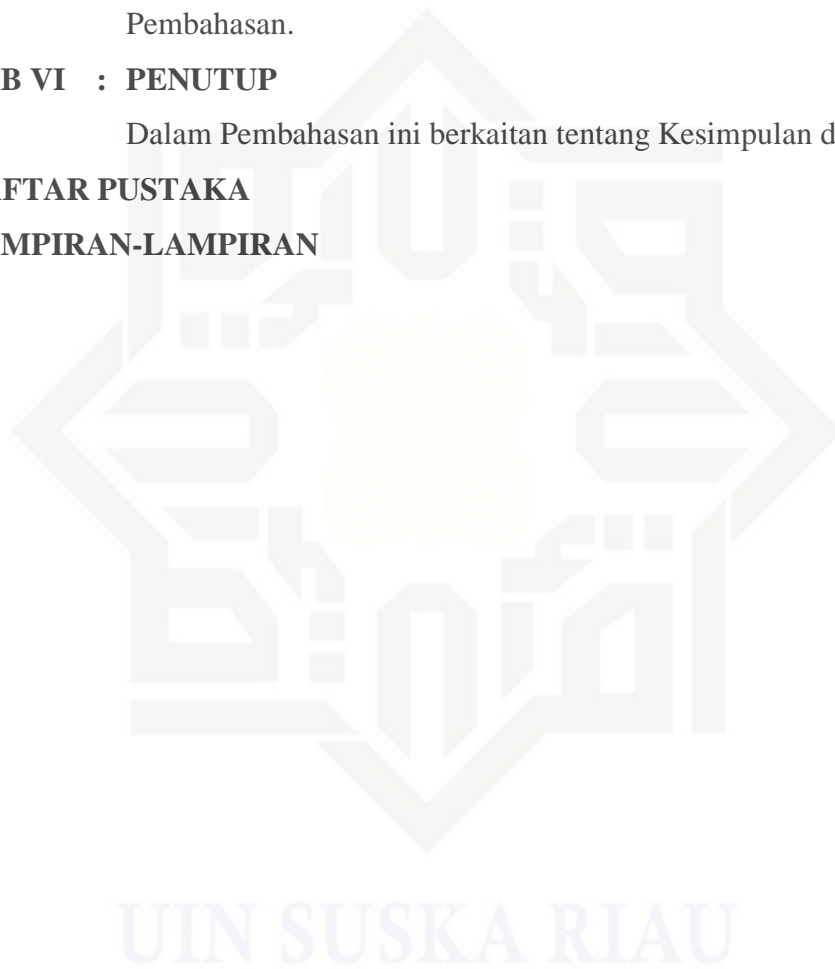 Pembahasan.
B VI : PENUTUP
Dalam Pembahasan ini berkaitan tentang Kesimpulan d
FTAR PUSTAKA
MPIRAN-LAMPIRAN
UIN SUSKA RIAU